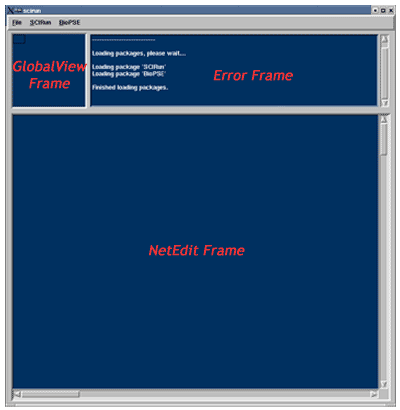 scirun
File SCIRun BioPSE
Loading packages, please wait...
Loading package 'SCIRun'
Loading package 'BioPSE'
Finished loading packages.
GlobalView
Frame
Error Frame
NetEdit Frame